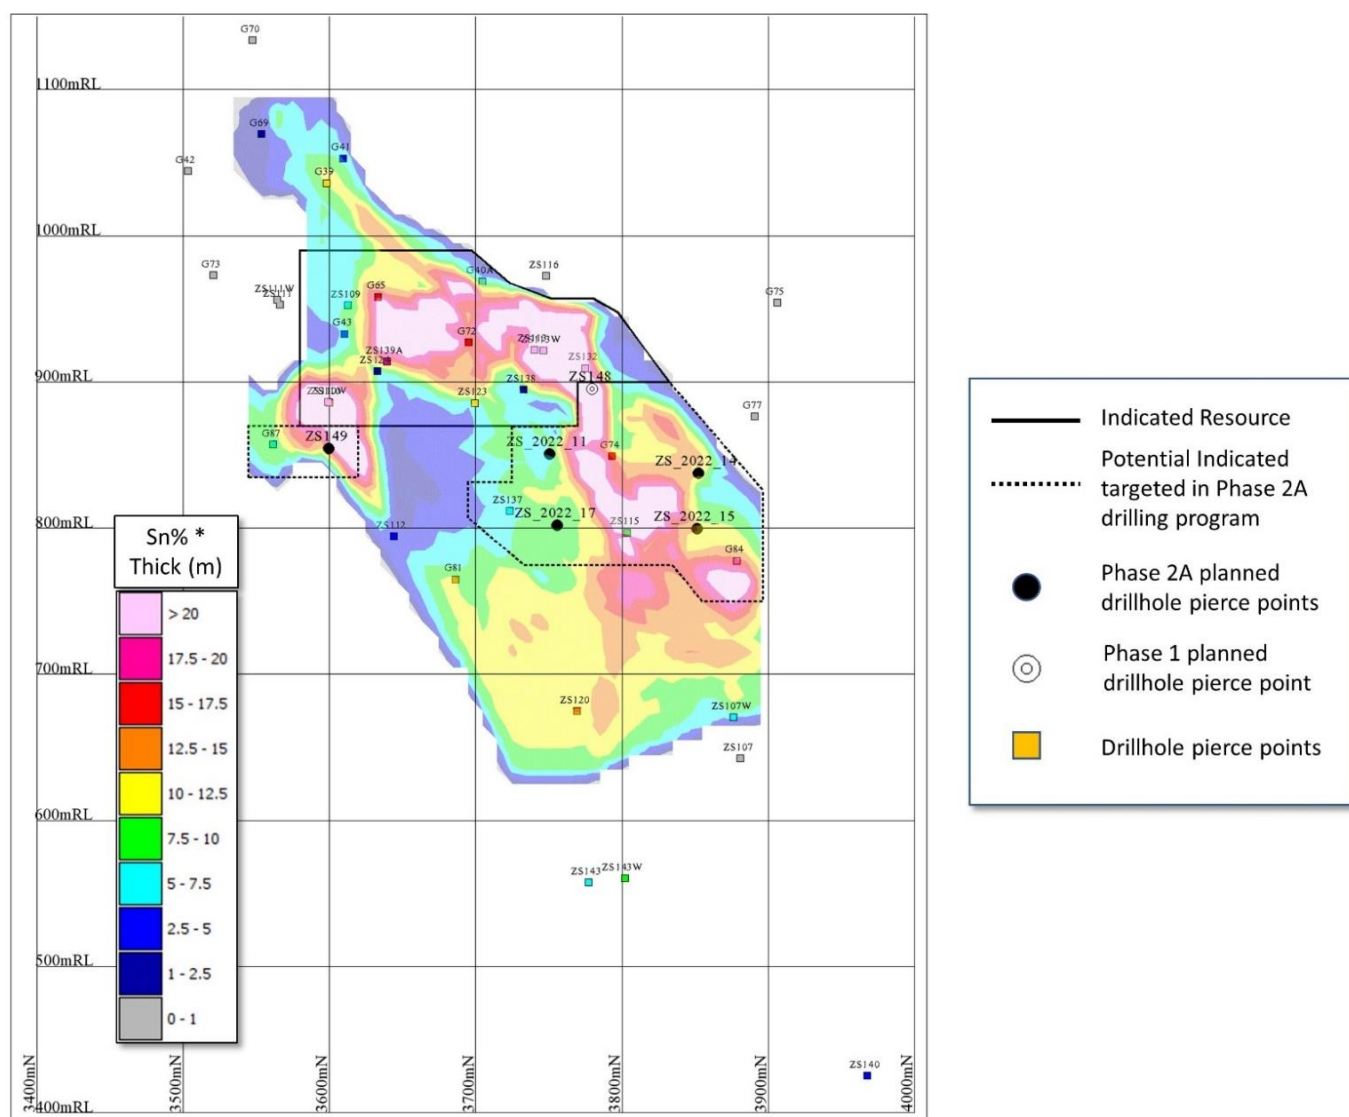 G70
1100mRL
G69
G41
G42
G39
1000mRL
G73
G40A
ZS116
ZS111W
ZS111
ZS109
G65
G75
G43
G72
ZS113W
ZS139A
ZS132
900mRL
ZS138
ZS148
ZS123
G77
G87
ZS149
ZS_2022_11
G74
ZS_2022_14
ZS137
ZS_2022_17
800mRL
ZS112
ZS115
ZS_2022_15
G84
G81
700mRL
ZS120
ZS107W
ZS107
600mRL
ZS143
ZS143W
500mRL
ZS140
400mRL
3400mN
3500mN
3600mN
3700mN
3800mN
3900mN
4000mN
Sn% *
Thick (m)
> 20
17.5 - 20
15 - 17.5
12.5 - 15
10 - 12.5
7.5 - 10
5 - 7.5
2.5 - 5
1 - 2.5
0 - 1
Indicated Resource
Potential Indicated
targeted in Phase 2A
drilling program
Phase 2A planned
drillhole pierce points
Phase 1 planned
drillhole pierce point
Drillhole pierce points